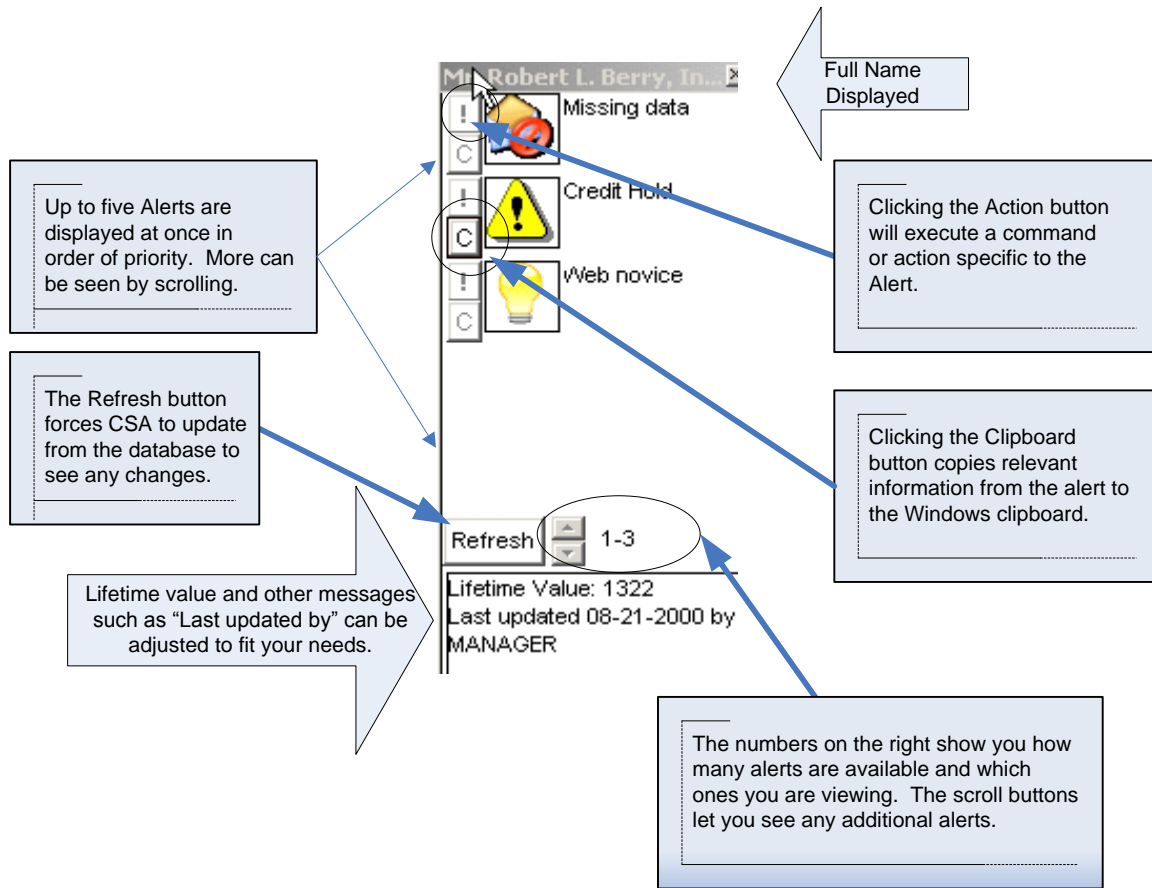 Mr. Robert L. Berry, In...
Full Name
Displayed
!
Missing data
C
!
Credit Hold
C
!
Web novice
C
Up to five Alerts are
displayed at once in
order of priority.  More can
be seen by scrolling.
Clicking the Action button
will execute a command
or action specific to the
Alert.
The Refresh button
forces CSA to update
from the database to
see any changes.
Clicking the Clipboard
button copies relevant
information from the alert to
the Windows clipboard.
Refresh
1-3
Lifetime Value: 1322
Last updated 08-21-2000 by
MANAGER
Lifetime value and other messages
such as “Last updated by” can be
adjusted to fit your needs.
The numbers on the right show you how
many alerts are available and which
ones you are viewing.  The scroll buttons
let you see any additional alerts.